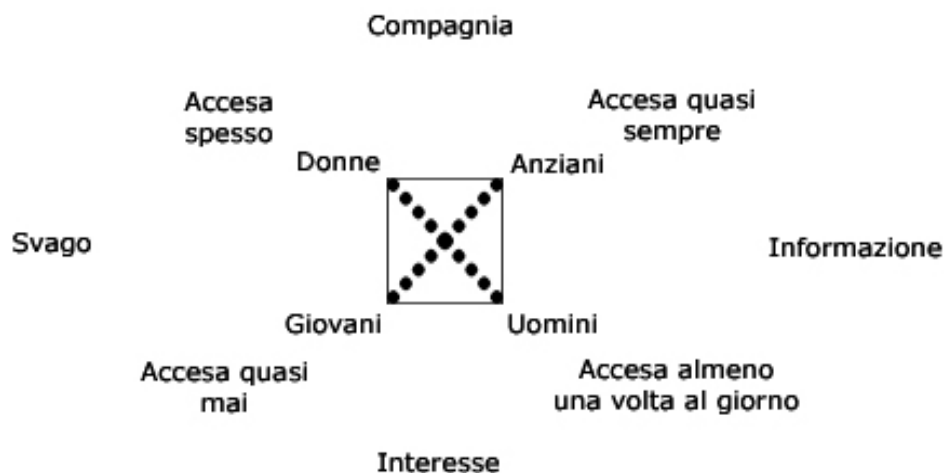 Compagnia
Accesa
spesso
Accesa quasi
sempre
Donne
Anziani
Svago
Informazione
Giovani
Uomini
Accesa quasi
mai
Accesa almeno
una volta al giorno
Interesse